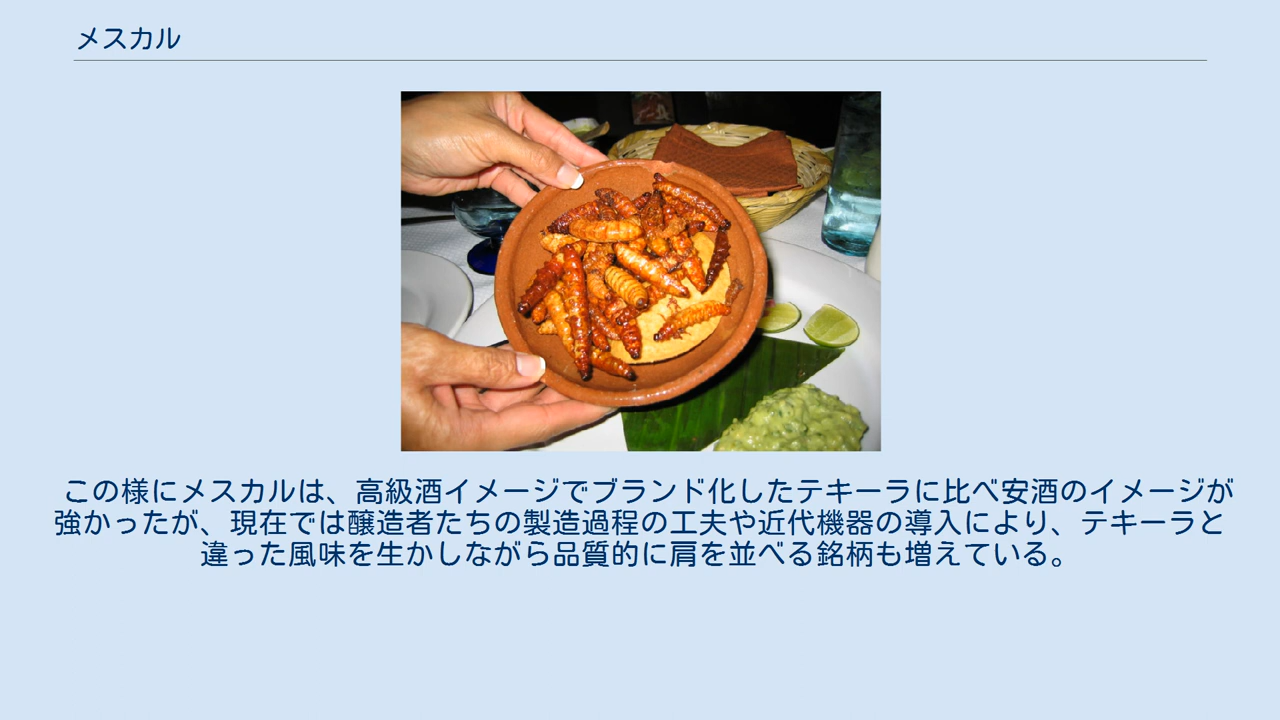 メスカル
この様にメスカルは、高級酒イメージでブランド化したテキーラに比べ安酒のイメージが
強かったが、現在では醸造者たちの製造過程の工夫や近代機器の導入により、テキーラと
違った風味を生かしながら品質的に肩を並べる銘柄も増えている。